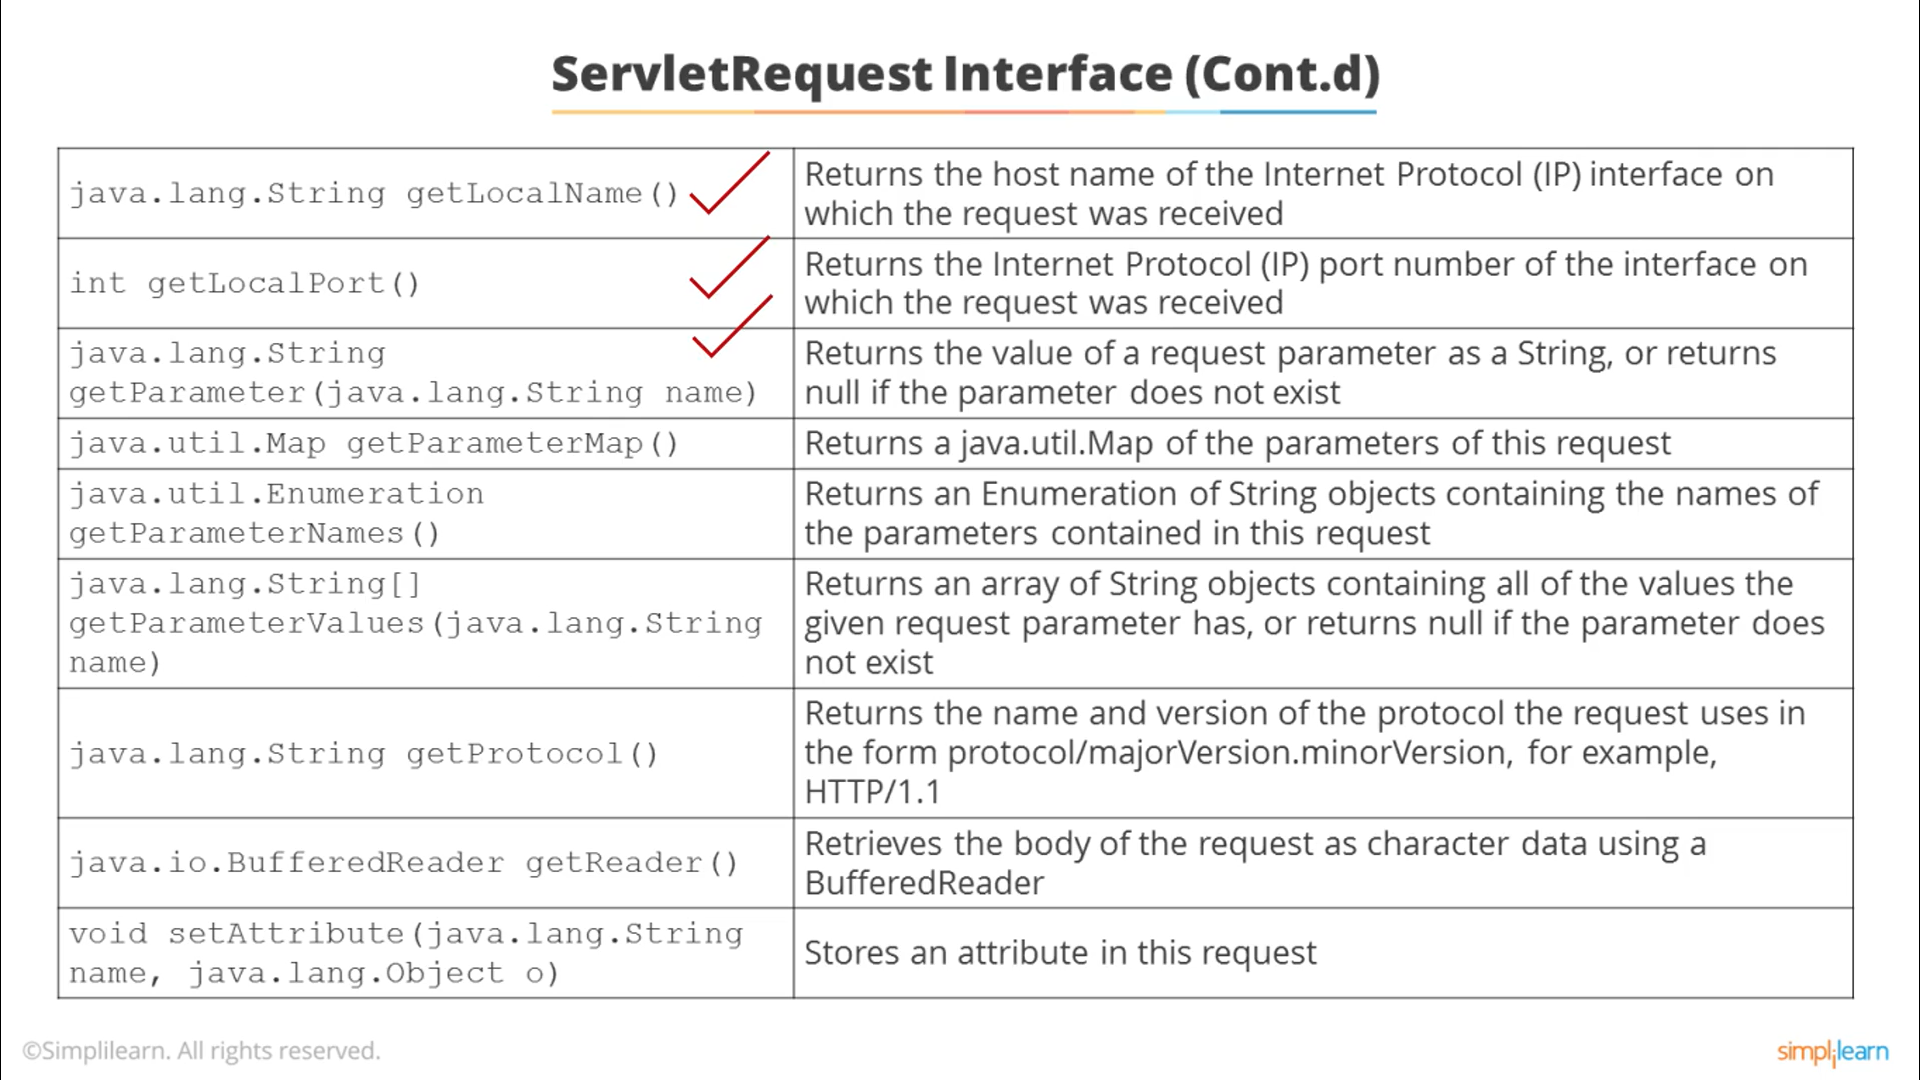 ServletRequest Interface (Cont.d)
java.lang.String getLocalName()
Returns the host name of the Internet Protocol (IP) interface on
which the request was received
int getLocalPort()
Returns the Internet Protocol (IP) port number of the interface on
which the request was received
java.lang.String
getParameter(java.lang.String name)
Returns the value of a request parameter as a String, or returns
null if the parameter does not exist
java.util.Map getParameterMap()
Returns a java.util.Map of the parameters of this request
java.util.Enumeration
getParameterNames()
Returns an Enumeration of String objects containing the names of
the parameters contained in this request
java.lang.String[]
getParameterValues(java.lang.String
name)
Returns an array of String objects containing all of the values the
given request parameter has, or returns null if the parameter does
not exist
java.lang.String getProtocol()
Returns the name and version of the protocol the request uses in
the form protocol/majorVersion.minorVersion, for example,
HTTP/1.1
java.io.BufferedReader getReader()
Retrieves the body of the request as character data using a
BufferedReader
void setAttribute(java.lang.String
name, java.lang.Object o)
Stores an attribute in this request
©Simplilearn. All rights reserved.
simplilearn